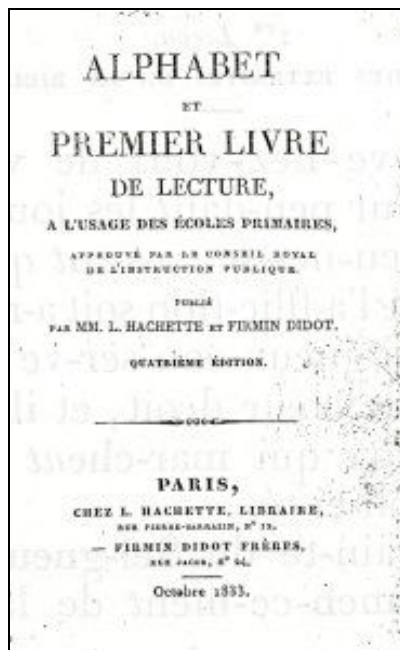 ALPHABET
ET
PREMIER LIVRE
DE LECTURE,
A L'USAGE DES ÉCOLES PRIMAIRES,
APPROUVÉ PAR LE CONSEIL ROYAL
DE L'INSTRUCTION PUBLIQUE.
PUBLIÉ
PAR MM. L. HACHETTE ET FIRMIN DIDOT.
QUATRIÈME ÉDITION.
PARIS,
CHEZ L. HACHETTE, LIBRAIRE,
RUE PIERRE-SARRASIN, N° 12.
— FIRMIN DIDOT FRÈRES,
RUE JACOB, N° 24.
Octobre 1833.